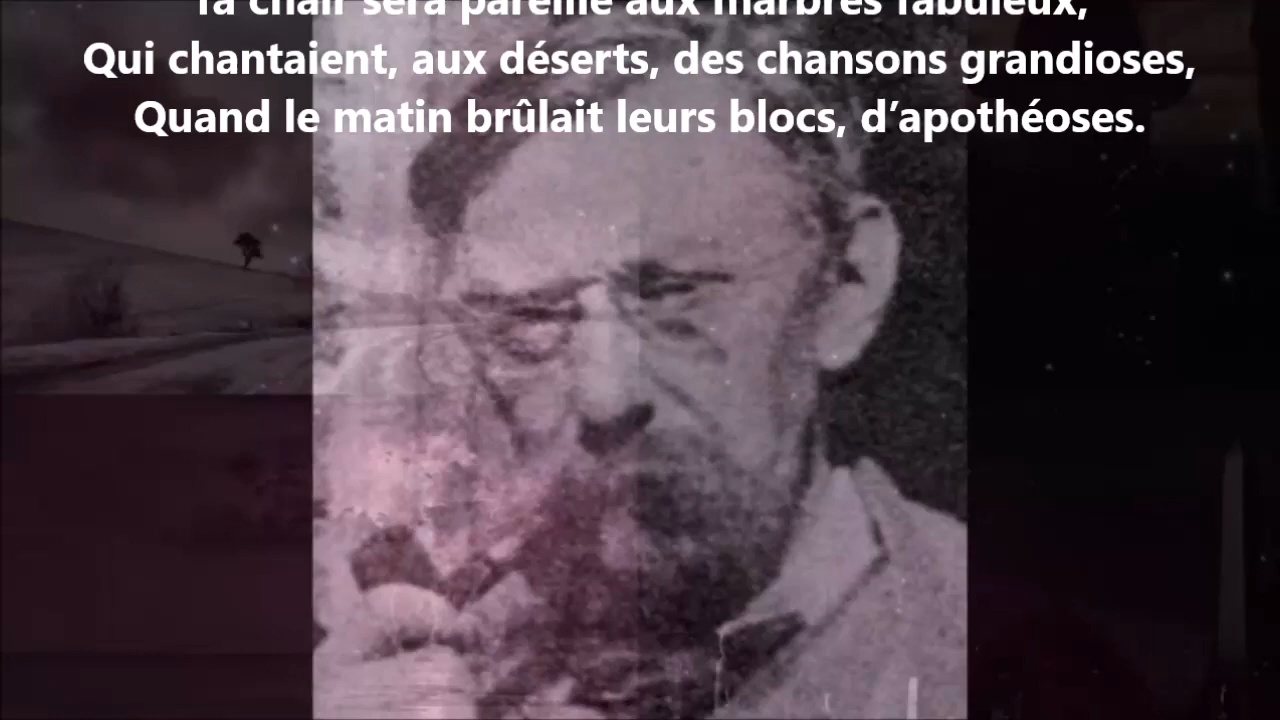 Ta chair sera pareille aux marbres fabuleux,
Qui chantaient, aux déserts, des chansons grandioses,
Quand le matin brûlait leurs blocs, d’apothéoses.